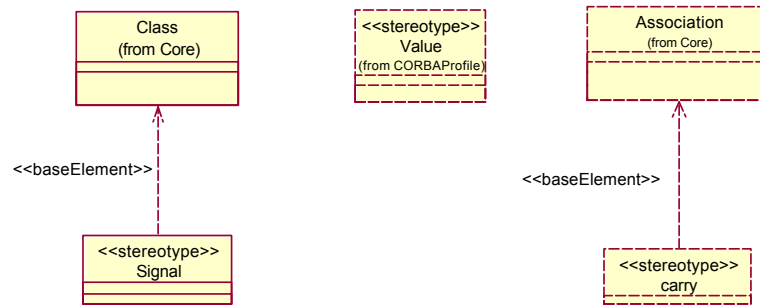 Class
(from Core)
<<stereotype>>
Value
(from CORBAProfile)
Association
(from Core)
<<baseElement>>
<<baseElement>>
<<stereotype>>
Signal
<<stereotype>>
carry